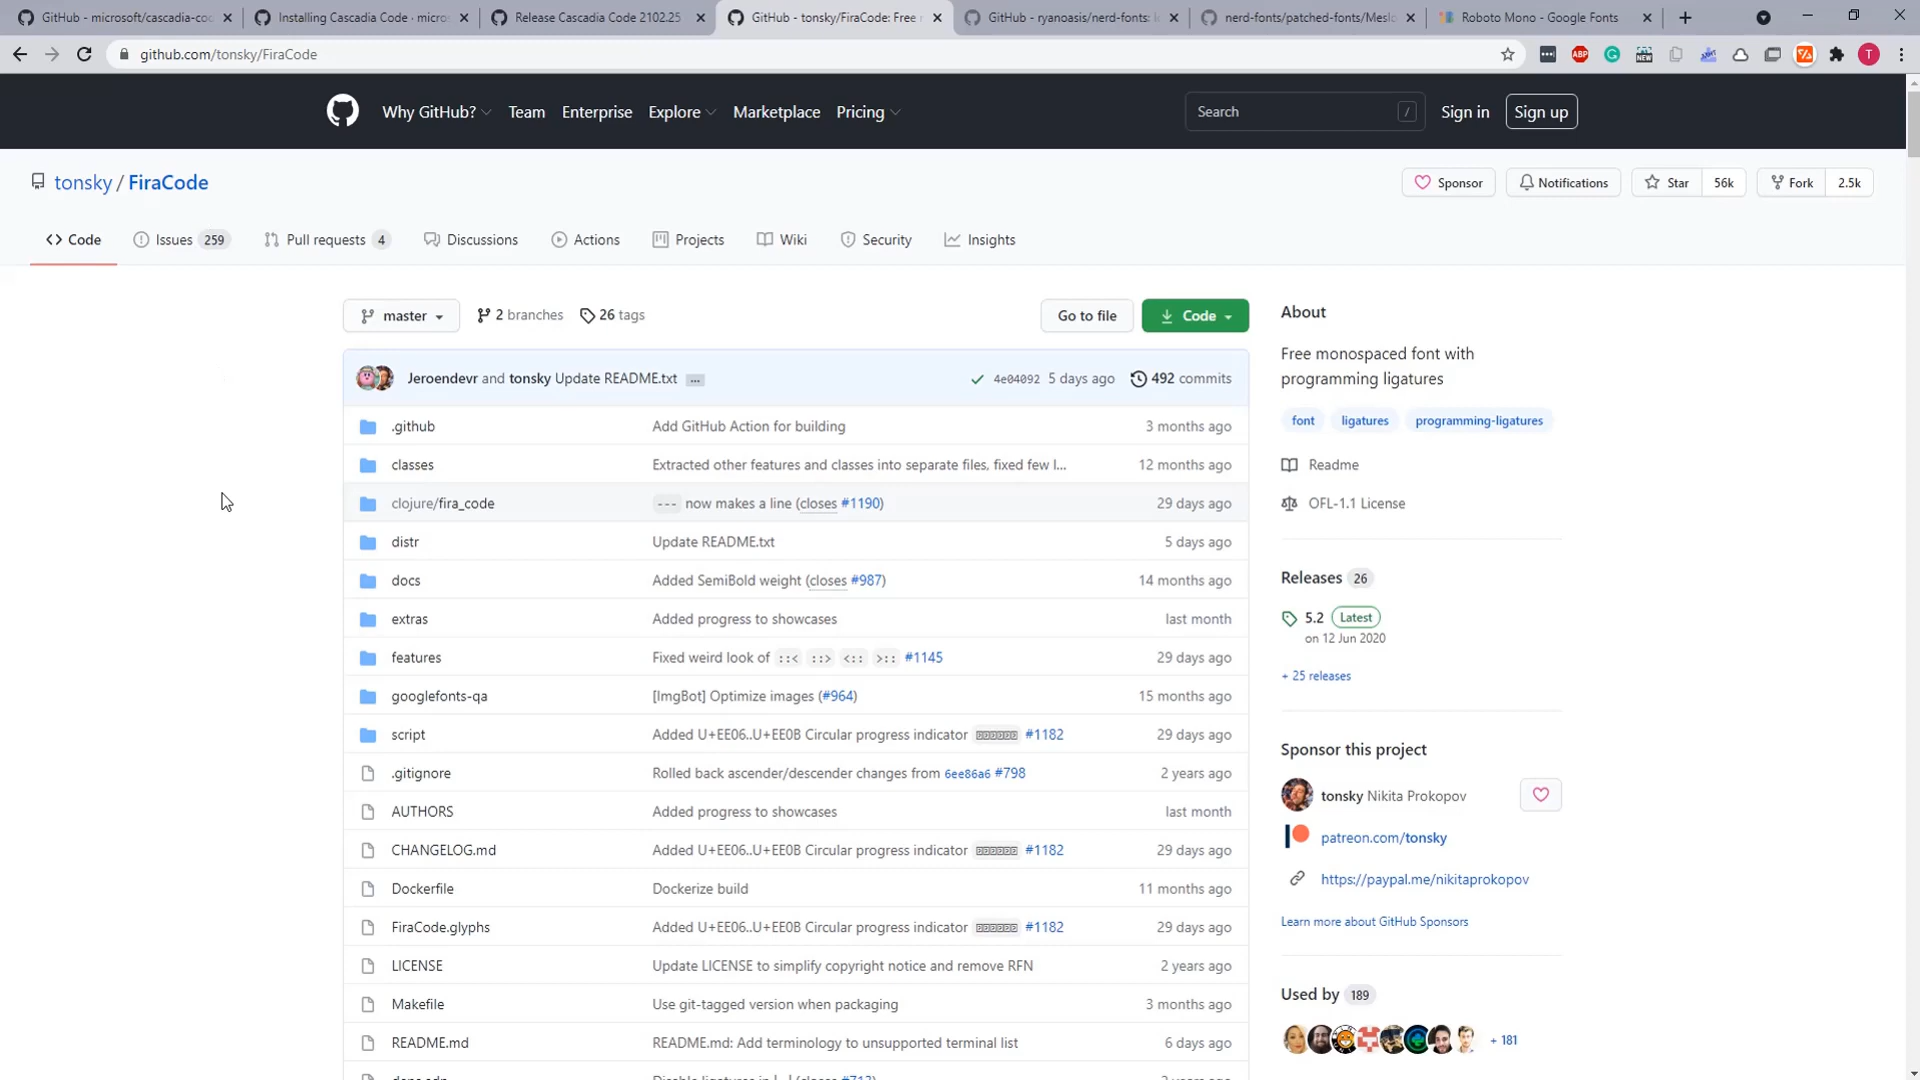 GitHub - microsoft/cascadia-co
Installing Cascadia Code · micro
Release Cascadia Code 2102.25
GitHub - tonsky/FiraCode: Free
GitHub - ryanoasis/nerd-fonts:
nerd-fonts/patched-fonts/Meslo
Roboto Mono - Google Fonts
github.com/tonsky/FiraCode
ABP
NEW
T
Why GitHub?
Team
Enterprise
Explore
Marketplace
Pricing
Search
/
Sign in
Sign up
tonsky / FiraCode
Sponsor
Notifications
Star 56k
Fork 2.5k
Code
Issues 259
Pull requests 4
Discussions
Actions
Projects
Wiki
Security
Insights
master
2 branches
26 tags
Go to file
Code
Jeroendevr and tonsky Update README.txt ...
4e04092 5 days ago
492 commits
.github Add GitHub Action for building 3 months ago
classes Extracted other features and classes into separate files, fixed few l... 12 months ago
clojure/fira_code --- now makes a line (closes #1190) 29 days ago
distr Update README.txt 5 days ago
docs Added SemiBold weight (closes #987) 14 months ago
extras Added progress to showcases last month
features Fixed weird look of ::< ::> <:: >:: #1145 29 days ago
googlefonts-qa [ImgBot] Optimize images (#964) 15 months ago
script Added U+EE06..U+EE0B Circular progress indicator #1182 29 days ago
.gitignore Rolled back ascender/descender changes from 6ee86a6 #798 2 years ago
AUTHORS Added progress to showcases last month
CHANGELOG.md Added U+EE06..U+EE0B Circular progress indicator #1182 29 days ago
Dockerfile Dockerize build 11 months ago
FiraCode.glyphs Added U+EE06..U+EE0B Circular progress indicator #1182 29 days ago
LICENSE Update LICENSE to simplify copyright notice and remove RFN 2 years ago
Makefile Use git-tagged version when packaging 3 months ago
README.md README.md: Add terminology to unsupported terminal list 6 days ago
About
Free monospaced font with
programming ligatures
font
ligatures
programming-ligatures
Readme
OFL-1.1 License
Releases 26
5.2 Latest
on 12 Jun 2020
+ 25 releases
Sponsor this project
tonsky Nikita Prokopov
patreon.com/tonsky
https://paypal.me/nikitaprokopov
Learn more about GitHub Sponsors
Used by 189
+ 181